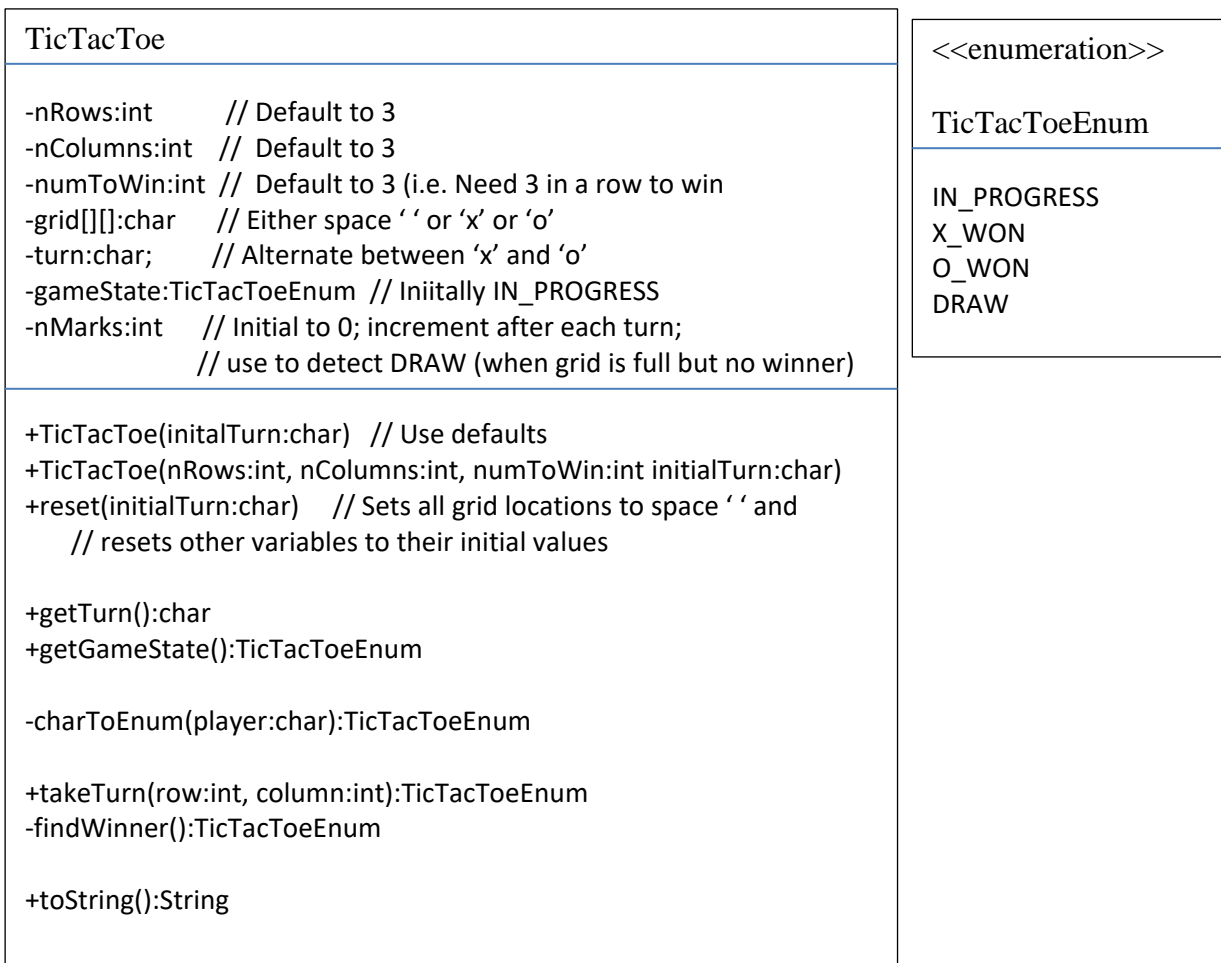 TicTacToe
-nRows:int // Default to 3
-nColumns:int // Default to 3
-numToWin:int // Default to 3 (i.e. Need 3 in a row to win
-grid[][]:char // Either space ‘ ‘ or ‘x’ or ‘o’
-turn:char; // Alternate between ‘x’ and ‘o’
-gameState:TicTacToeEnum // Iniitally IN_PROGRESS
-nMarks:int // Initial to 0; increment after each turn;
// use to detect DRAW (when grid is full but no winner)
+TicTacToe(initalTurn:char) // Use defaults
+TicTacToe(nRows:int, nColumns:int, numToWin:int initialTurn:char)
+reset(initialTurn:char) // Sets all grid locations to space ‘ ‘ and
// resets other variables to their initial values
+getTurn():char
+getGameState():TicTacToeEnum
-charToEnum(player:char):TicTacToeEnum
+takeTurn(row:int, column:int):TicTacToeEnum
-findWinner():TicTacToeEnum
+toString():String
<<enumeration>>
TicTacToeEnum
IN_PROGRESS
X_WON
O_WON
DRAW